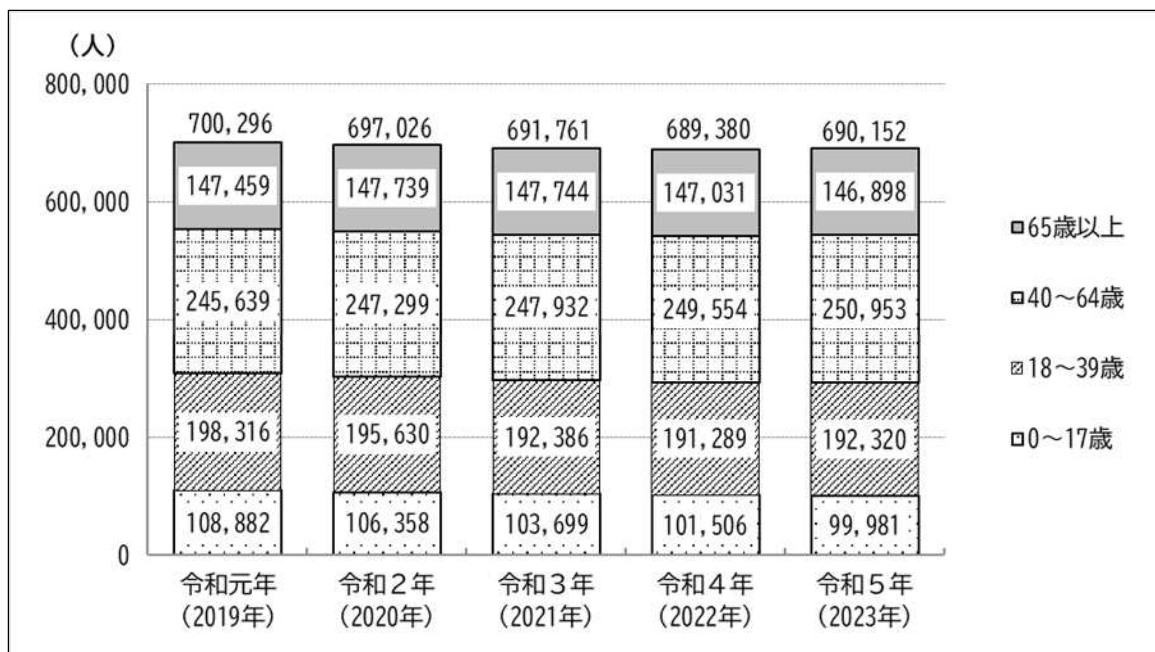 （人）
800,000
600,000
400,000
200,000
0
700,296
697,026
691,761
689,380
690,152
147,459
147,739
147,744
147,031
146,898
245,639
247,299
247,932
249,554
250,953
198,316
195,630
192,386
191,289
192,320
108,882
106,358
103,699
101,506
99,981
令和元年
（2019年）
令和２年
（2020年）
令和３年
（2021年）
令和４年
（2022年）
令和５年
（2023年）
65歳以上
40～64歳
18～39歳
0～17歳